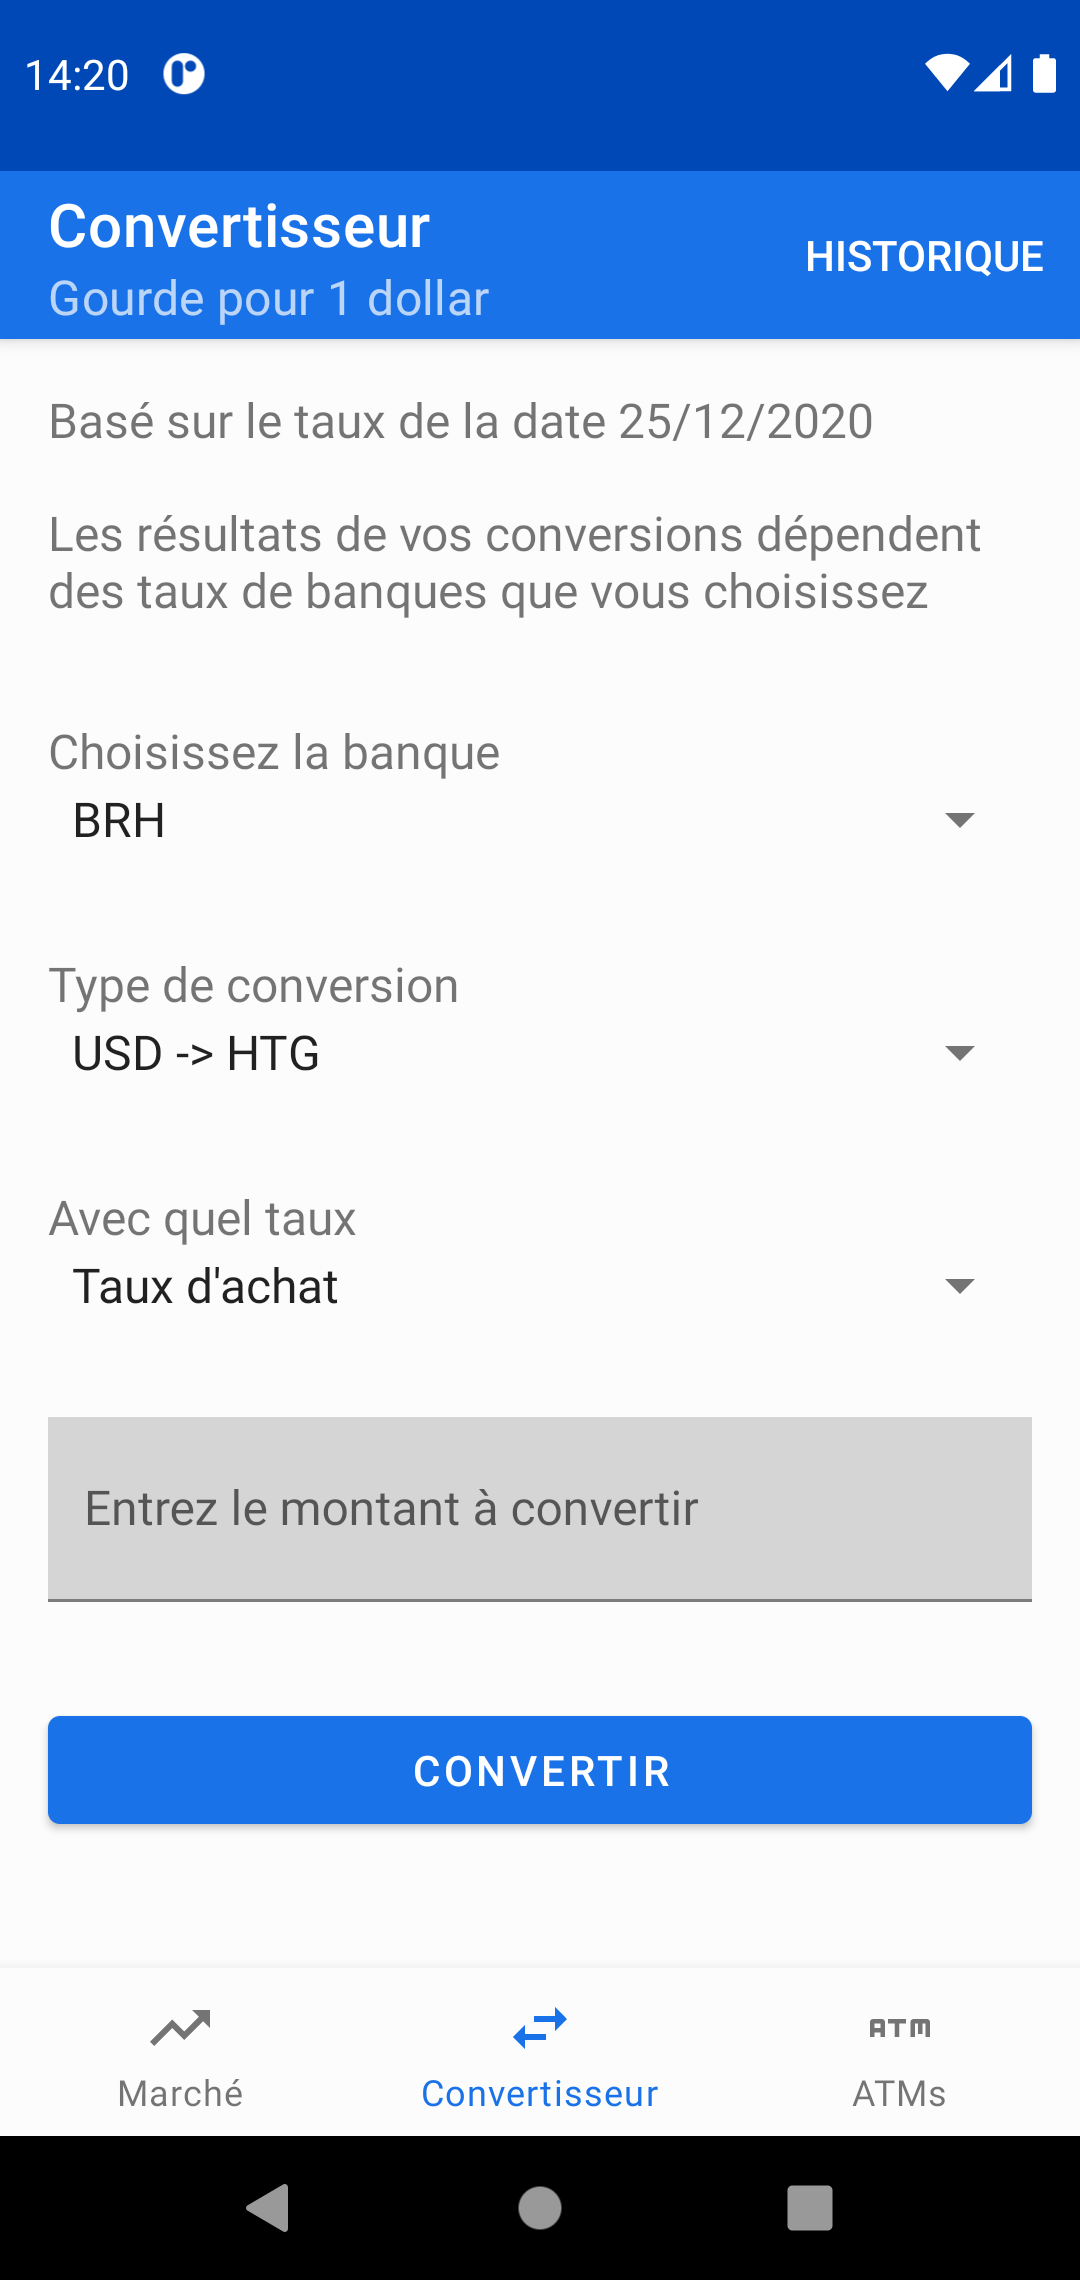 14:20
Convertisseur
Gourde pour 1 dollar
HISTORIQUE
Basé sur le taux de la date 25/12/2020
Les résultats de vos conversions dépendent
des taux de banques que vous choisissez
Choisissez la banque
BRH
Type de conversion
USD -> HTG
Avec quel taux
Taux d'achat
Entrez le montant à convertir
CONVERTIR
ATM
Marché
Convertisseur
ATMs